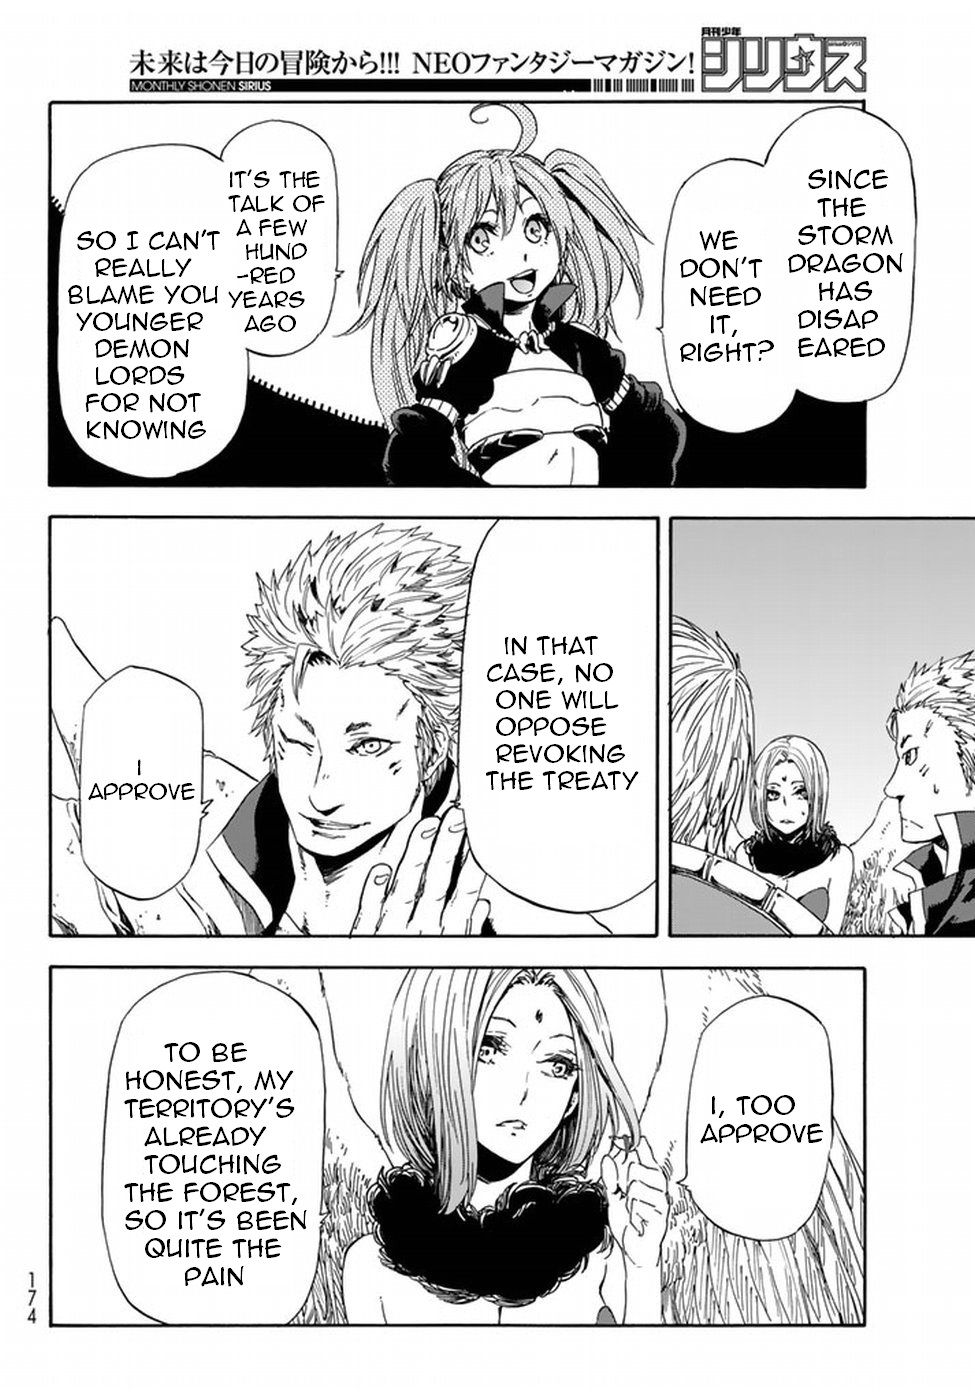 未来は今日の冒険から!!! NEOファンタジーマガジン!
月刊少年
シリウス
MONTHLY SHONEN SIRIUS
SINCE
THE
STORM
DRAGON
HAS
DISAP
EARED
WE
DON'T
NEED
IT,
RIGHT?
IT'S THE
TALK OF
A FEW
HUND
-RED
YEARS
AGO
SO I CAN'T
REALLY
BLAME YOU
YOUNGER
DEMON
LORDS
FOR NOT
KNOWING
IN THAT
CASE, NO
ONE WILL
OPPOSE
REVOKING
THE TREATY
I
APPROVE
I, TOO
APPROVE
TO BE
HONEST, MY
TERRITORY'S
ALREADY
TOUCHING
THE FOREST,
SO IT'S BEEN
QUITE THE
PAIN
174